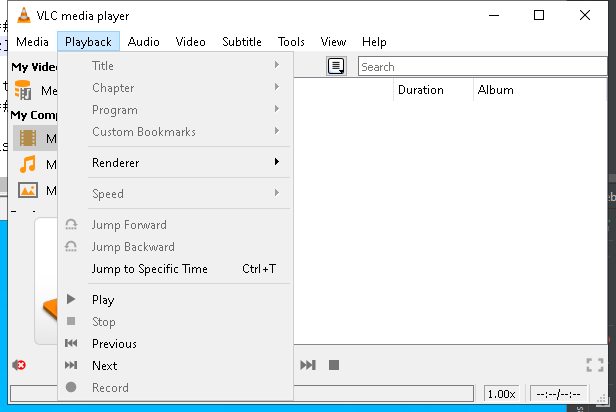 VLC media player
Media Playback Audio Video Subtitle Tools View Help
My Vide
Me
My Comp
M
M
M
Title
Chapter
Program
Custom Bookmarks
Renderer
Speed
Jump Forward
Jump Backward
Jump to Specific Time Ctrl+T
Play
Stop
Previous
Next
Record
Search
Duration Album
1.00x --:--/--:--